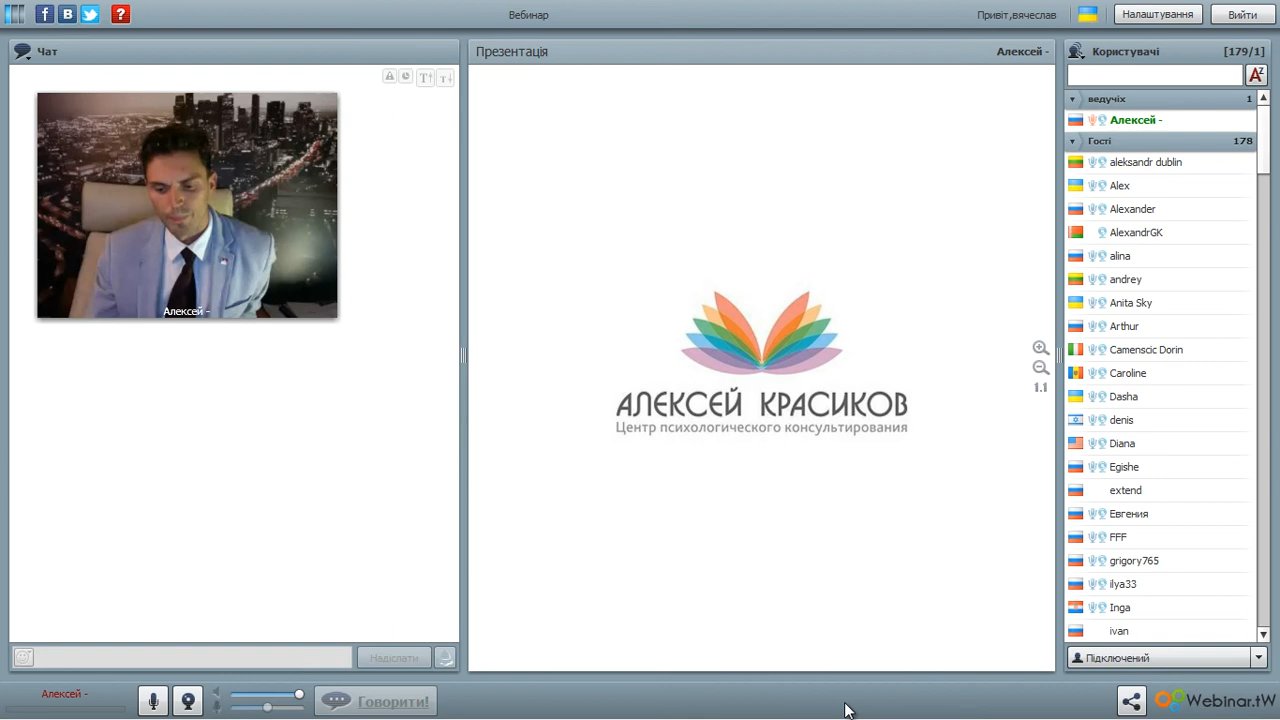 f B ?
Вебинар
Привіт,вячеслав
Налаштування
Вийти
Чат
T↑ т↓
Алексей -
Надіслати
Презентація
Алексей -
АЛЕКСЕЙ КРАСИКОВ
Центр психологического консультирования
1.1
Користувачі [179/1]
AZ
ведучіх 1
Алексей -
Гості 178
aleksandr dublin
Alex
Alexander
AlexandrGK
alina
andrey
Anita Sky
Arthur
Camenscic Dorin
Caroline
Dasha
denis
Diana
Egishe
extend
Евгения
FFF
grigory765
ilya33
Inga
ivan
Підключений
Алексей -
Говорити!
Webinar.tW